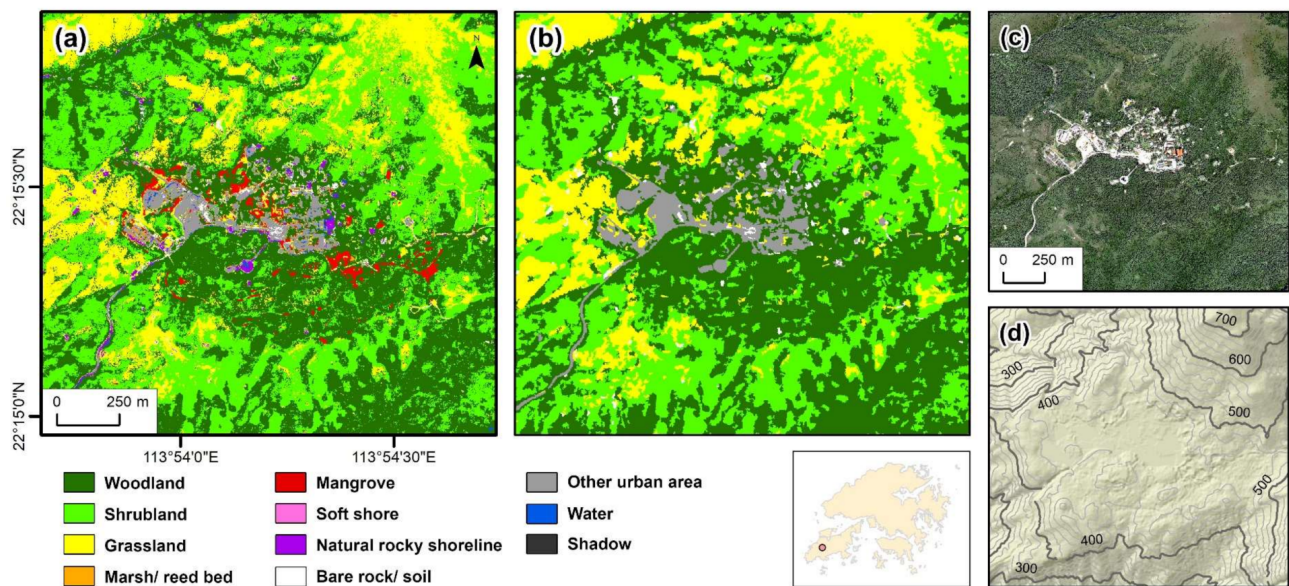 (a)
N
(b)
(c)
250 m
22°15'30"N
22°15'0"N
250 m
113°54'0"E
113°54'30"E
(d)
700
600
500
300
400
500
400
300
Woodland
Shrubland
Grassland
Marsh/ reed bed
Mangrove
Soft shore
Natural rocky shoreline
Bare rock/ soil
Other urban area
Water
Shadow